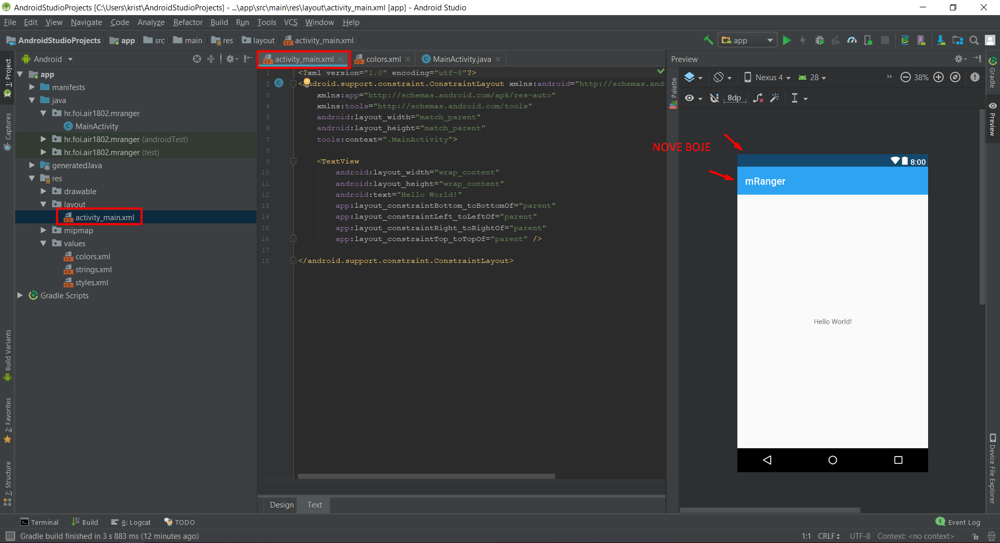 AndroidStudioProjects [C:\Users\krist\AndroidStudioProjects] - ...\app\src\main\res\layout\activity_main.xml [app] - Android Studio
File Edit View Navigate Code Analyze Refactor Build Run Tools VCS Window Help
AndroidStudioProjects app src main res layout activity_main.xml
app
1: Project
Captures
Build Variants
2: Favorites
7: Structure
Android
app
manifests
java
hr.foi.air1802.mranger
MainActivity
hr.foi.air1802.mranger (androidTest)
hr.foi.air1802.mranger (test)
generatedJava
res
drawable
layout
activity_main.xml
mipmap
values
colors.xml
strings.xml
styles.xml
Gradle Scripts
activity_main.xml colors.xml MainActivity.java
1 <?xml version="1.0" encoding="utf-8"?>
2 <android.support.constraint.ConstraintLayout xmlns:android="http://schemas.and
3 xmlns:app="http://schemas.android.com/apk/res-auto"
4 xmlns:tools="http://schemas.android.com/tools"
5 android:layout_width="match_parent"
6 android:layout_height="match_parent"
7 tools:context=".MainActivity">
8
9 <TextView
10 android:layout_width="wrap_content"
11 android:layout_height="wrap_content"
12 android:text="Hello World!"
13 app:layout_constraintBottom_toBottomOf="parent"
14 app:layout_constraintLeft_toLeftOf="parent"
15 app:layout_constraintRight_toRightOf="parent"
16 app:layout_constraintTop_toTopOf="parent" />
17
18 </android.support.constraint.ConstraintLayout>
Design Text
Preview
Palette
Nexus 4 28 » 38%
8dp
NOVE BOJE
8:00
mRanger
Hello World!
Gradle
Preview
Device File Explorer
Terminal Build 6: Logcat TODO
1 Event Log
Gradle build finished in 3 s 883 ms (12 minutes ago)
1:1 CRLF UTF-8 Context: <no context>